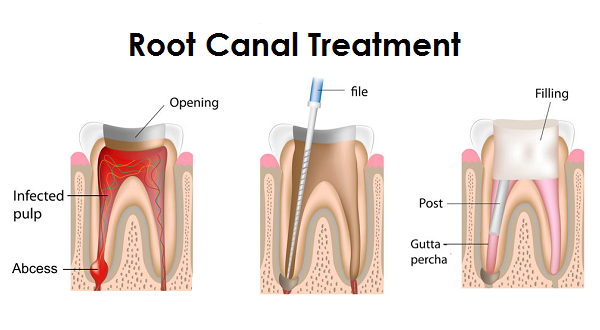 Root Canal Treatment
Opening
Infected
pulp
Abcess
file
Filling
Post
Gutta-
percha